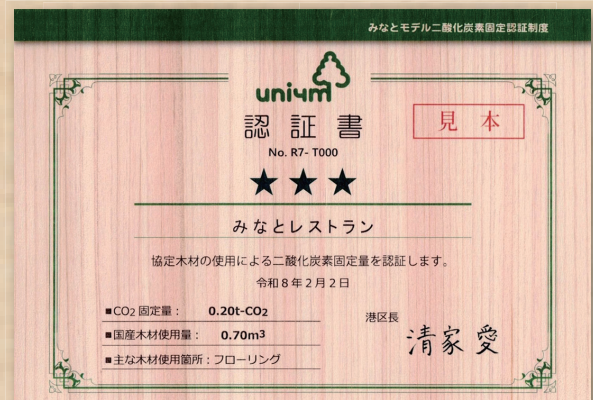 みなとモデル二酸化炭素固定認証制度
uni4m
認証書
見本
No. R7- T000
★★★
みなとレストラン
協定木材の使用による二酸化炭素固定量を認証します。
令和8年2月2日
■CO2固定量： 0.20t-CO2
■国産木材使用量： 0.70m3
■主な木材使用箇所：フローリング
港区長
清家愛